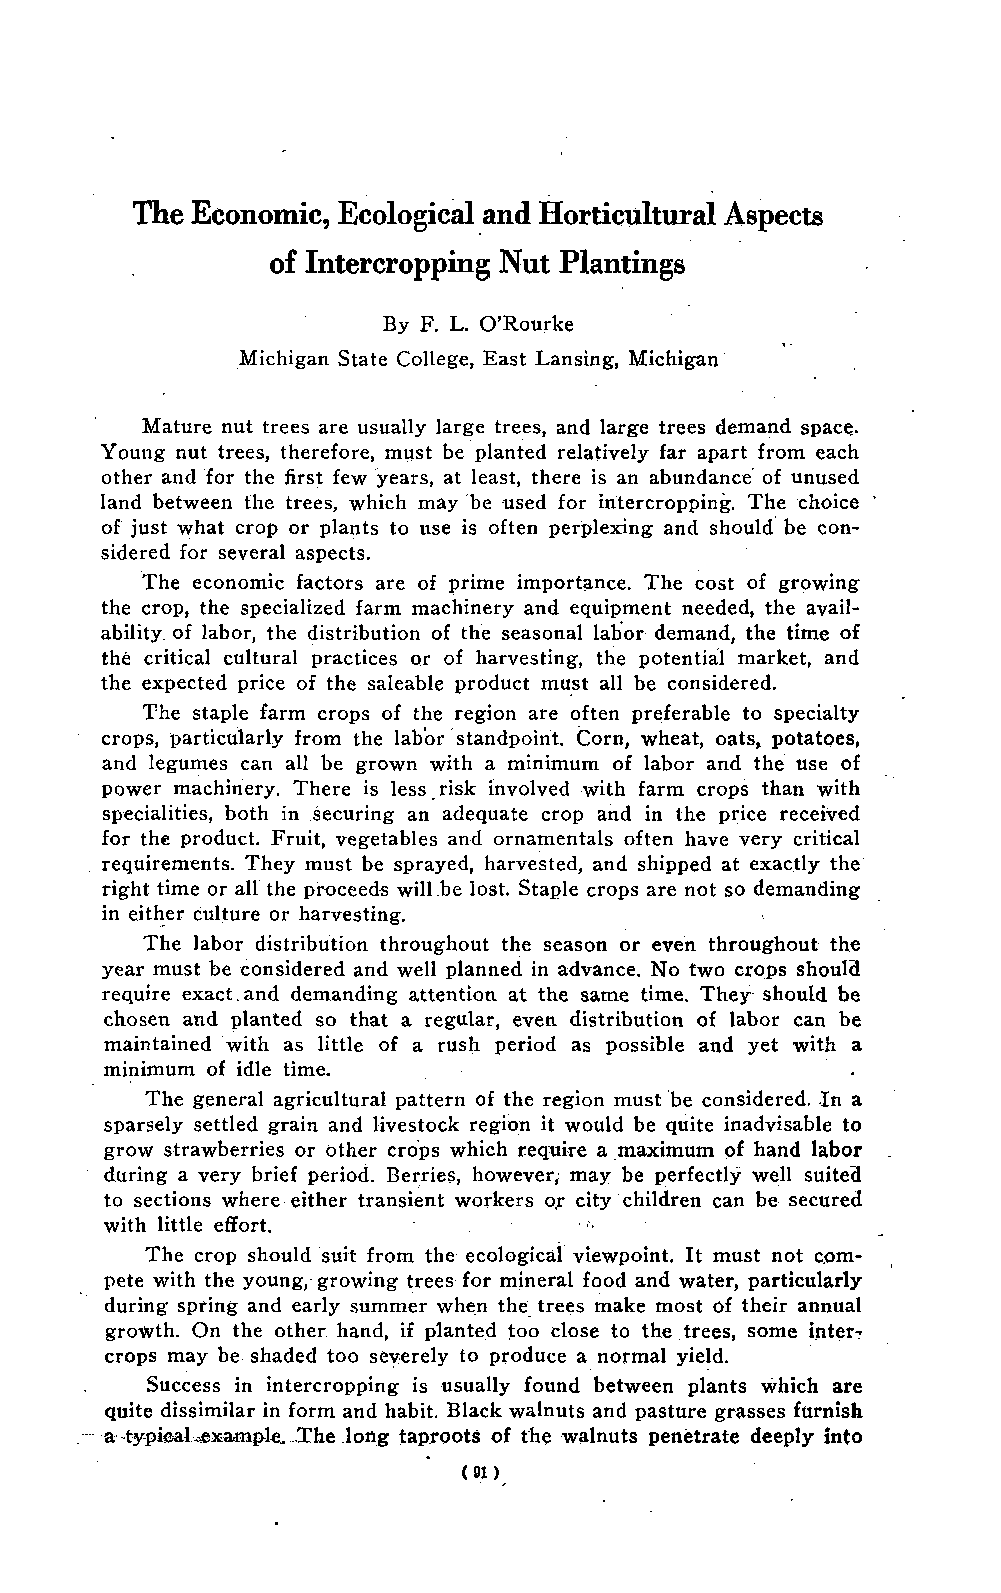 The Economic, Ecological and Horticultural Aspects
of Intercropping Nut Plantings
By F. L. O'Rourke
Michigan State College, East Lansing, Michigan
Mature nut trees are usually large trees, and large trees demand space.
Young nut trees, therefore, must be planted relatively far apart from each
other and for the first few years, at least, there is an abundance of unused
land between the trees, which may be used for intercropping. The choice
of just what crop or plants to use is often perplexing and should be con-
sidered for several aspects.
The economic factors are of prime importance. The cost of growing
the crop, the specialized farm machinery and equipment needed, the avail-
ability of labor, the distribution of the seasonal labor demand, the time of
the critical cultural practices or of harvesting, the potential market, and
the expected price of the saleable product must all be considered.
The staple farm crops of the region are often preferable to specialty
crops, particularly from the labor standpoint. Corn, wheat, oats, potatoes,
and legumes can all be grown with a minimum of labor and the use of
power machinery. There is less risk involved with farm crops than with
specialities, both in securing an adequate crop and in the price received
for the product. Fruit, vegetables and ornamentals often have very critical
requirements. They must be sprayed, harvested, and shipped at exactly the
right time or all the proceeds will be lost. Staple crops are not so demanding
in either culture or harvesting.
The labor distribution throughout the season or even throughout the
year must be considered and well planned in advance. No two crops should
require exact and demanding attention at the same time. They should be
chosen and planted so that a regular, even distribution of labor can be
maintained with as little of a rush period as possible and yet with a
minimum of idle time.
The general agricultural pattern of the region must be considered. In a
sparsely settled grain and livestock region it would be quite inadvisable to
grow strawberries or other crops which require a maximum of hand labor
during a very brief period. Berries, however, may be perfectly well suited
to sections where either transient workers or city children can be secured
with little effort.
The crop should suit from the ecological viewpoint. It must not com-
pete with the young, growing trees for mineral food and water, particularly
during spring and early summer when the trees make most of their annual
growth. On the other hand, if planted too close to the trees, some inter-
crops may be shaded too severely to produce a normal yield.
Success in intercropping is usually found between plants which are
quite dissimilar in form and habit. Black walnuts and pasture grasses furnish
a typical example. The long taproots of the walnuts penetrate deeply into
(91)